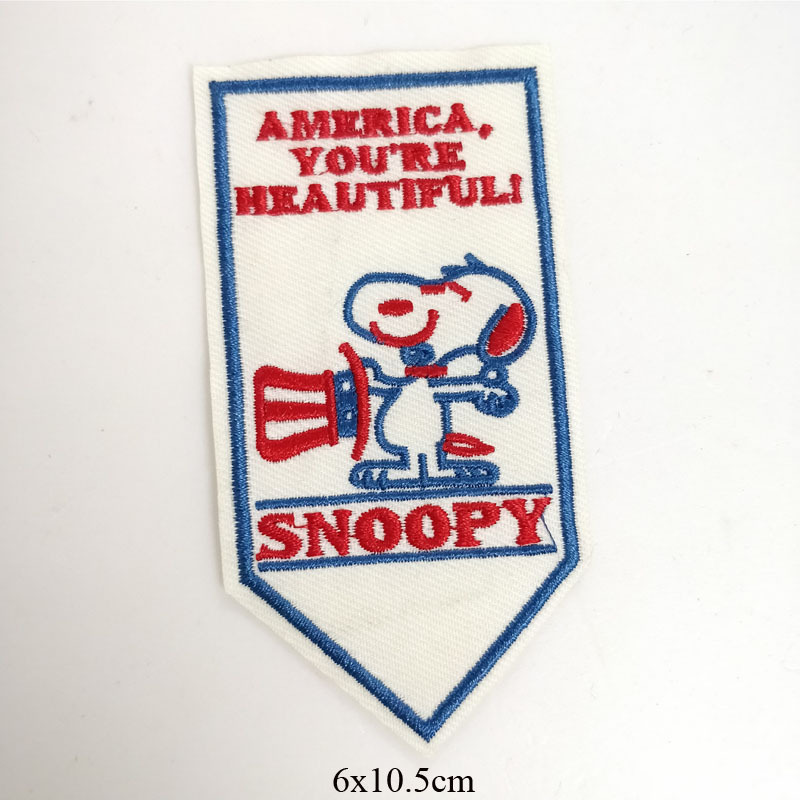 AMERICA,
YOU'RE
BEAUTIFUL!
SNOOPY
6x10.5cm